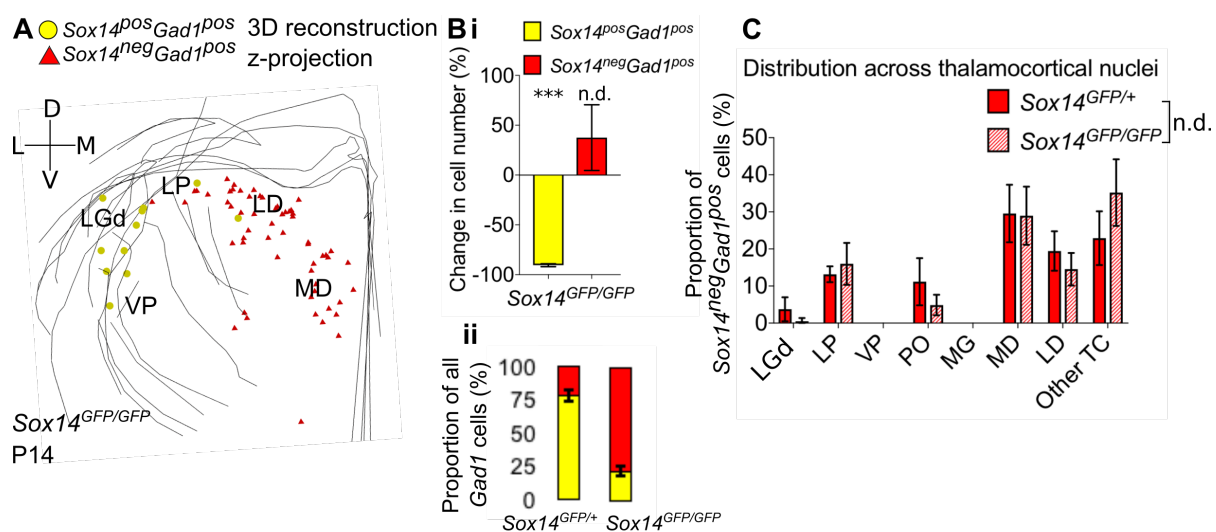 A
Sox14posGad1pos 3D reconstruction
Sox14negGad1pos z-projection
D
L M
V
LP
LD
LGd
MD
VP
Sox14GFP/GFP
P14
B i
Sox14posGad1pos
Sox14negGad1pos
Change in cell number (%)
100
50
0
-50
-100
***
n.d.
Sox14GFP/GFP
ii
Proportion of all
Gad1 cells (%)
100
75
50
25
0
Sox14GFP/+ Sox14GFP/GFP
C
Distribution across thalamocortical nuclei
Sox14GFP/+
Sox14GFP/GFP
n.d.
Proportion of
Sox14negGad1pos cells (%)
50
40
30
20
10
0
LGd
LP
VP
PO
MG
MD
LD
Other TC